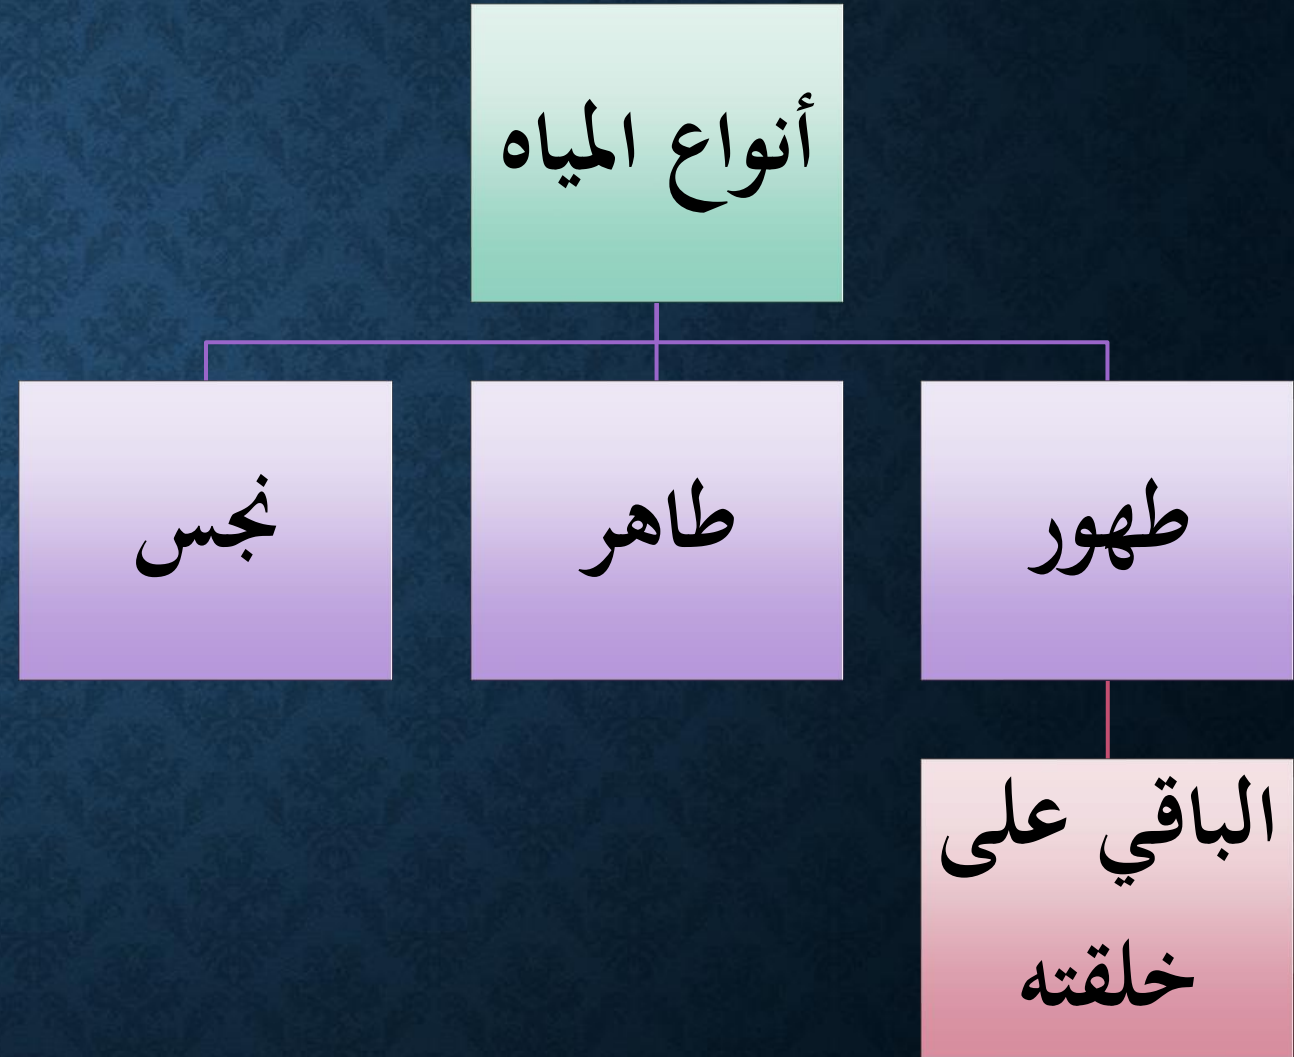 أنواع المياه
طهور
طاهر
نجس
الباقي على
خلقته